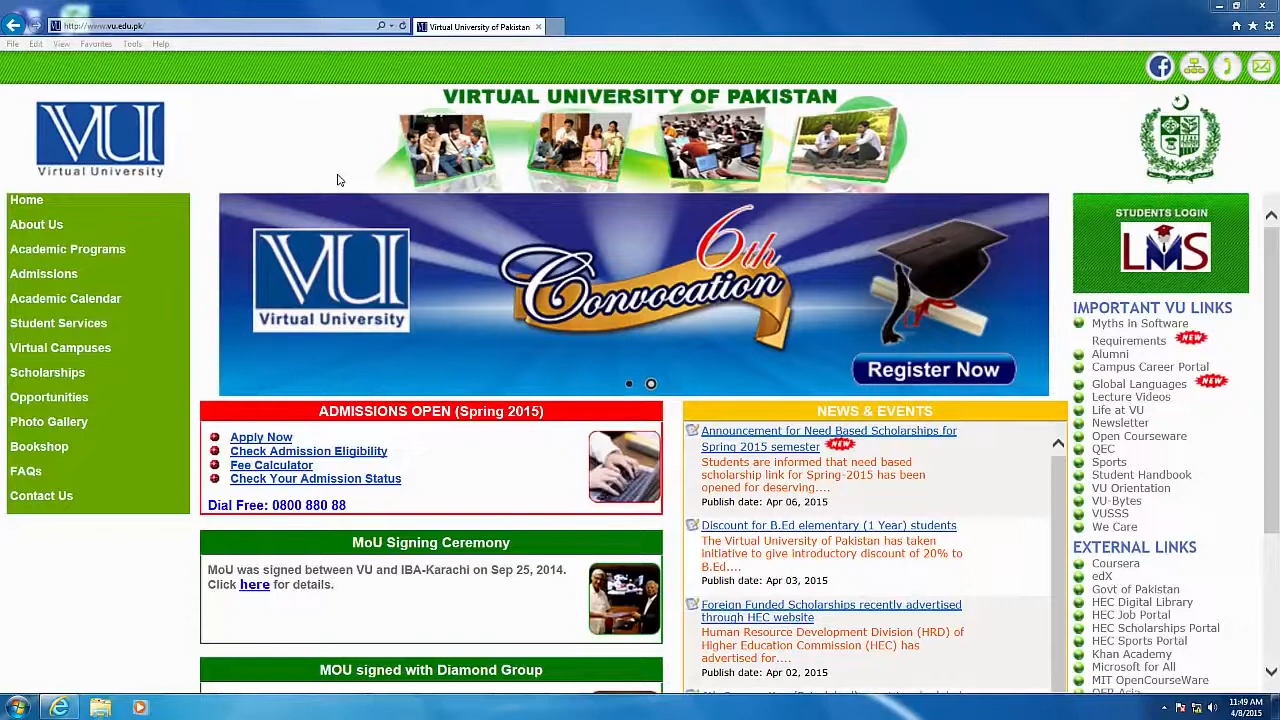 http://www.vu.edu.pk/
Virtual University of Pakistan
File Edit View Favorites Tools Help
VIRTUAL UNIVERSITY OF PAKISTAN
VU
Virtual University
Home
About Us
Academic Programs
Admissions
Academic Calendar
Student Services
Virtual Campuses
Scholarships
Opportunities
Photo Gallery
Bookshop
FAQs
Contact Us
VU
Virtual University
6th
Convocation
Register Now
ADMISSIONS OPEN (Spring 2015)
Apply Now
Check Admission Eligibility
Fee Calculator
Check Your Admission Status
Dial Free: 0800 880 88
MoU Signing Ceremony
MoU was signed between VU and IBA-Karachi on Sep 25, 2014.
Click here for details.
MOU signed with Diamond Group
NEWS & EVENTS
Announcement for Need Based Scholarships for
Spring 2015 semester NEW
Students are informed that need based
scholarship link for Spring-2015 has been
opened for deserving....
Publish date: Apr 06, 2015
Discount for B.Ed elementary (1 Year) students
The Virtual University of Pakistan has taken
initiative to give introductory discount of 20% to
B.Ed....
Publish date: Apr 03, 2015
Foreign Funded Scholarships recently advertised
through HEC website
Human Resource Development Division (HRD) of
Higher Education Commission (HEC) has
advertised for....
Publish date: Apr 02, 2015
STUDENTS LOGIN
LMS
IMPORTANT VU LINKS
Myths in Software
Requirements NEW
Alumni
Campus Career Portal
Global Languages NEW
Lecture Videos
Life at VU
Newsletter
Open Courseware
QEC
Sports
Student Handbook
VU Orientation
VU-Bytes
VUSSS
We Care
EXTERNAL LINKS
Coursera
edX
Govt of Pakistan
HEC Digital Library
HEC Job Portal
HEC Scholarships Portal
HEC Sports Portal
Khan Academy
Microsoft for All
MIT OpenCourseWare
11:49 AM
4/8/2015